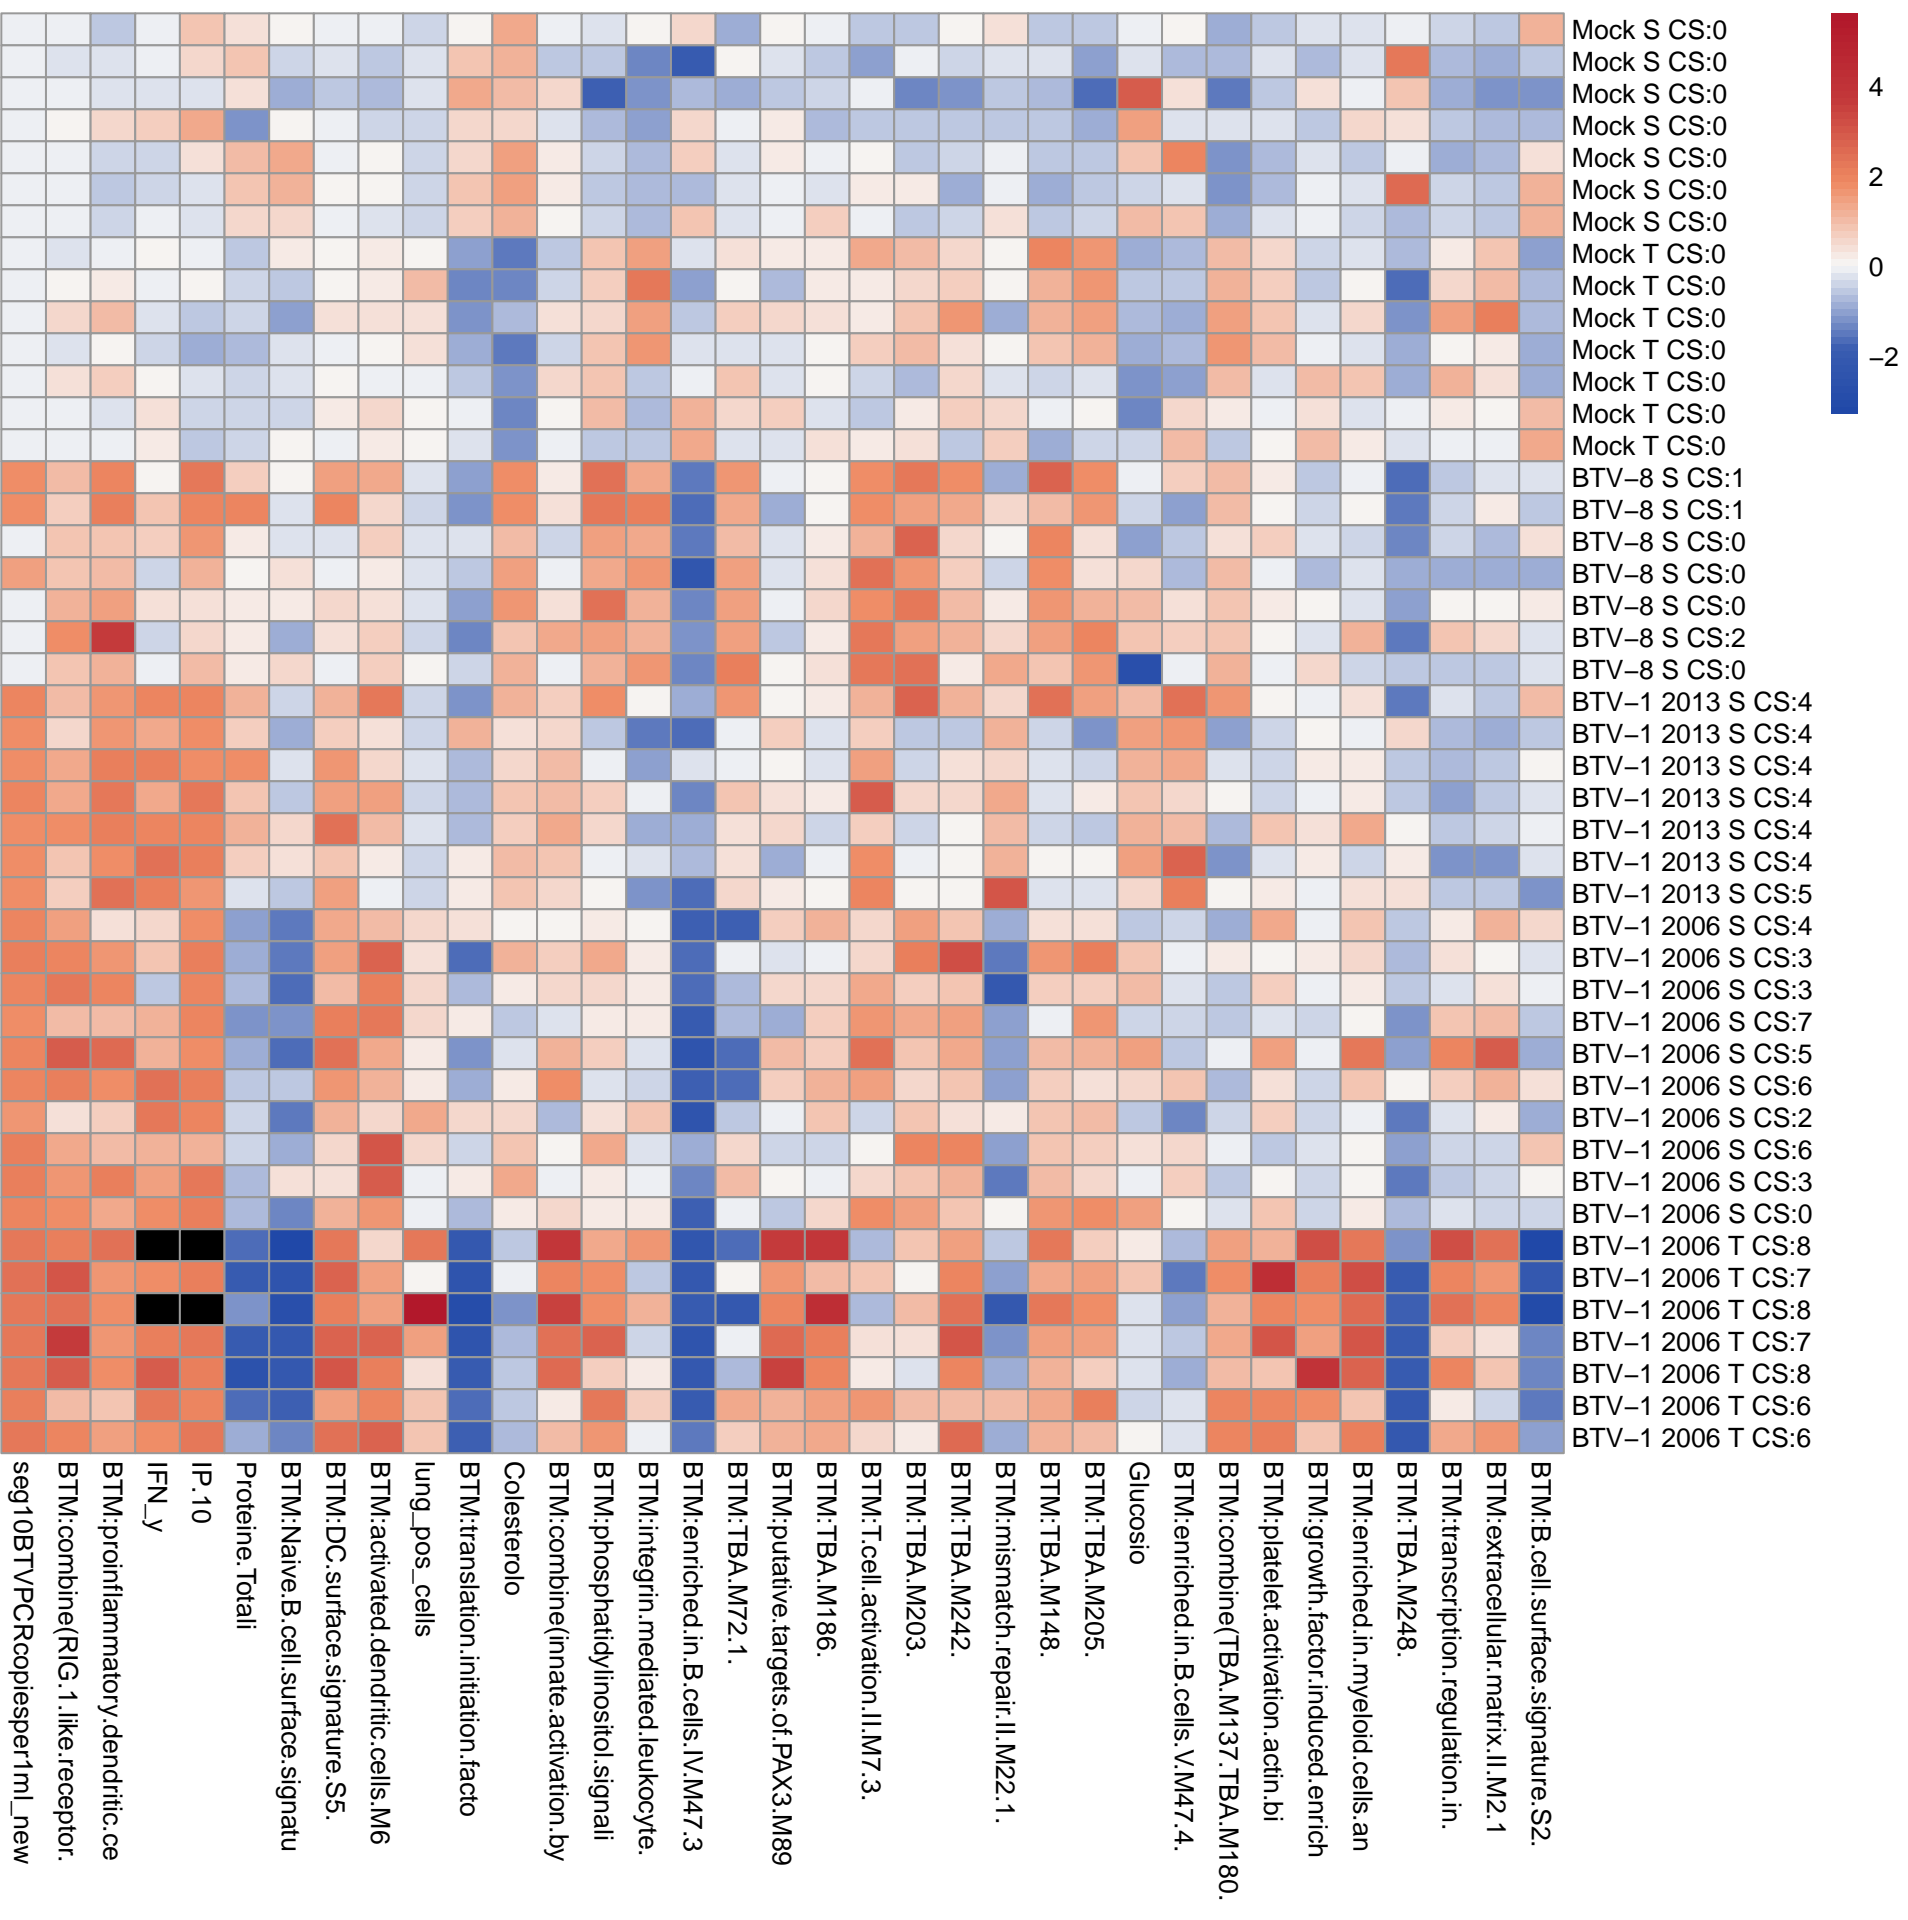 Mock S CS:0
Mock S CS:0
Mock S CS:0
Mock S CS:0
Mock S CS:0
Mock S CS:0
Mock S CS:0
Mock T CS:0
Mock T CS:0
Mock T CS:0
Mock T CS:0
Mock T CS:0
Mock T CS:0
Mock T CS:0
BTV−8 S CS:1
BTV−8 S CS:1
BTV−8 S CS:0
BTV−8 S CS:0
BTV−8 S CS:0
BTV−8 S CS:2
BTV−8 S CS:0
BTV−1 2013 S CS:4
BTV−1 2013 S CS:4
BTV−1 2013 S CS:4
BTV−1 2013 S CS:4
BTV−1 2013 S CS:4
BTV−1 2013 S CS:4
BTV−1 2013 S CS:5
BTV−1 2006 S CS:4
BTV−1 2006 S CS:3
BTV−1 2006 S CS:3
BTV−1 2006 S CS:7
BTV−1 2006 S CS:5
BTV−1 2006 S CS:6
BTV−1 2006 S CS:2
BTV−1 2006 S CS:6
BTV−1 2006 S CS:3
BTV−1 2006 S CS:0
BTV−1 2006 T CS:8
BTV−1 2006 T CS:7
BTV−1 2006 T CS:8
BTV−1 2006 T CS:7
BTV−1 2006 T CS:8
BTV−1 2006 T CS:6
BTV−1 2006 T CS:6
4
2
0
−2
seg10BTVPCRcopiesper1ml_new
BTM:combine(RIG.1.like.receptor.
BTM:proinflammatory.dendritic.ce
IFN_y
IP.10
Proteine.Totali
BTM:Naive.B.cell.surface.signatu
BTM:DC.surface.signature.S5.
BTM:activated.dendritic.cells.M6
lung_pos_cells
BTM:translation.initiation.facto
Colesterolo
BTM:combine(innate.activation.by
BTM:phosphatidylinositol.signali
BTM:integrin.mediated.leukocyte.
BTM:enriched.in.B.cells.IV.M47.3
BTM:TBA.M72.1.
BTM:putative.targets.of.PAX3.M89
BTM:TBA.M186.
BTM:T.cell.activation.II.M7.3.
BTM:TBA.M203.
BTM:TBA.M242.
BTM:mismatch.repair.II.M22.1.
BTM:TBA.M148.
BTM:TBA.M205.
Glucosio
BTM:enriched.in.B.cells.V.M47.4.
BTM:combine(TBA.M137.TBA.M180.
BTM:platelet.activation.actin.bi
BTM:growth.factor.induced.enrich
BTM:enriched.in.myeloid.cells.an
BTM:TBA.M248.
BTM:transcription.regulation.in.
BTM:extracellular.matrix.II.M2.1
BTM:B.cell.surface.signature.S2.